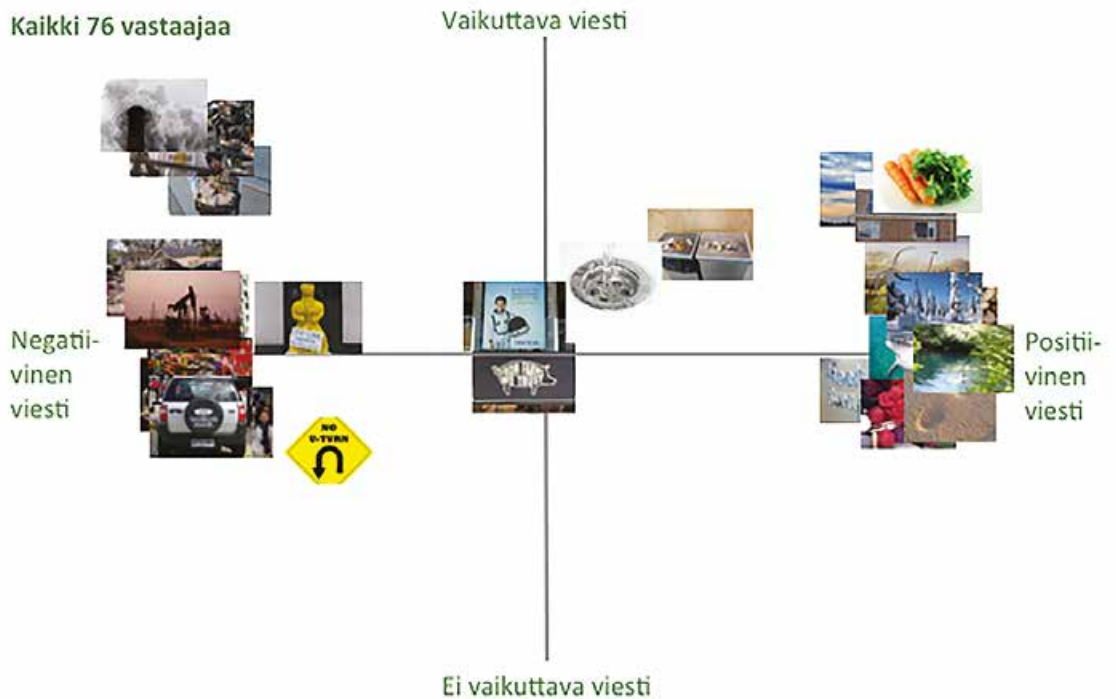 Kaikki 76 vastaajaa
Vaikuttava viesti
Negatii-
vinen
viesti
Positii-
vinen
viesti
NO
U-TURN
Ei vaikuttava viesti